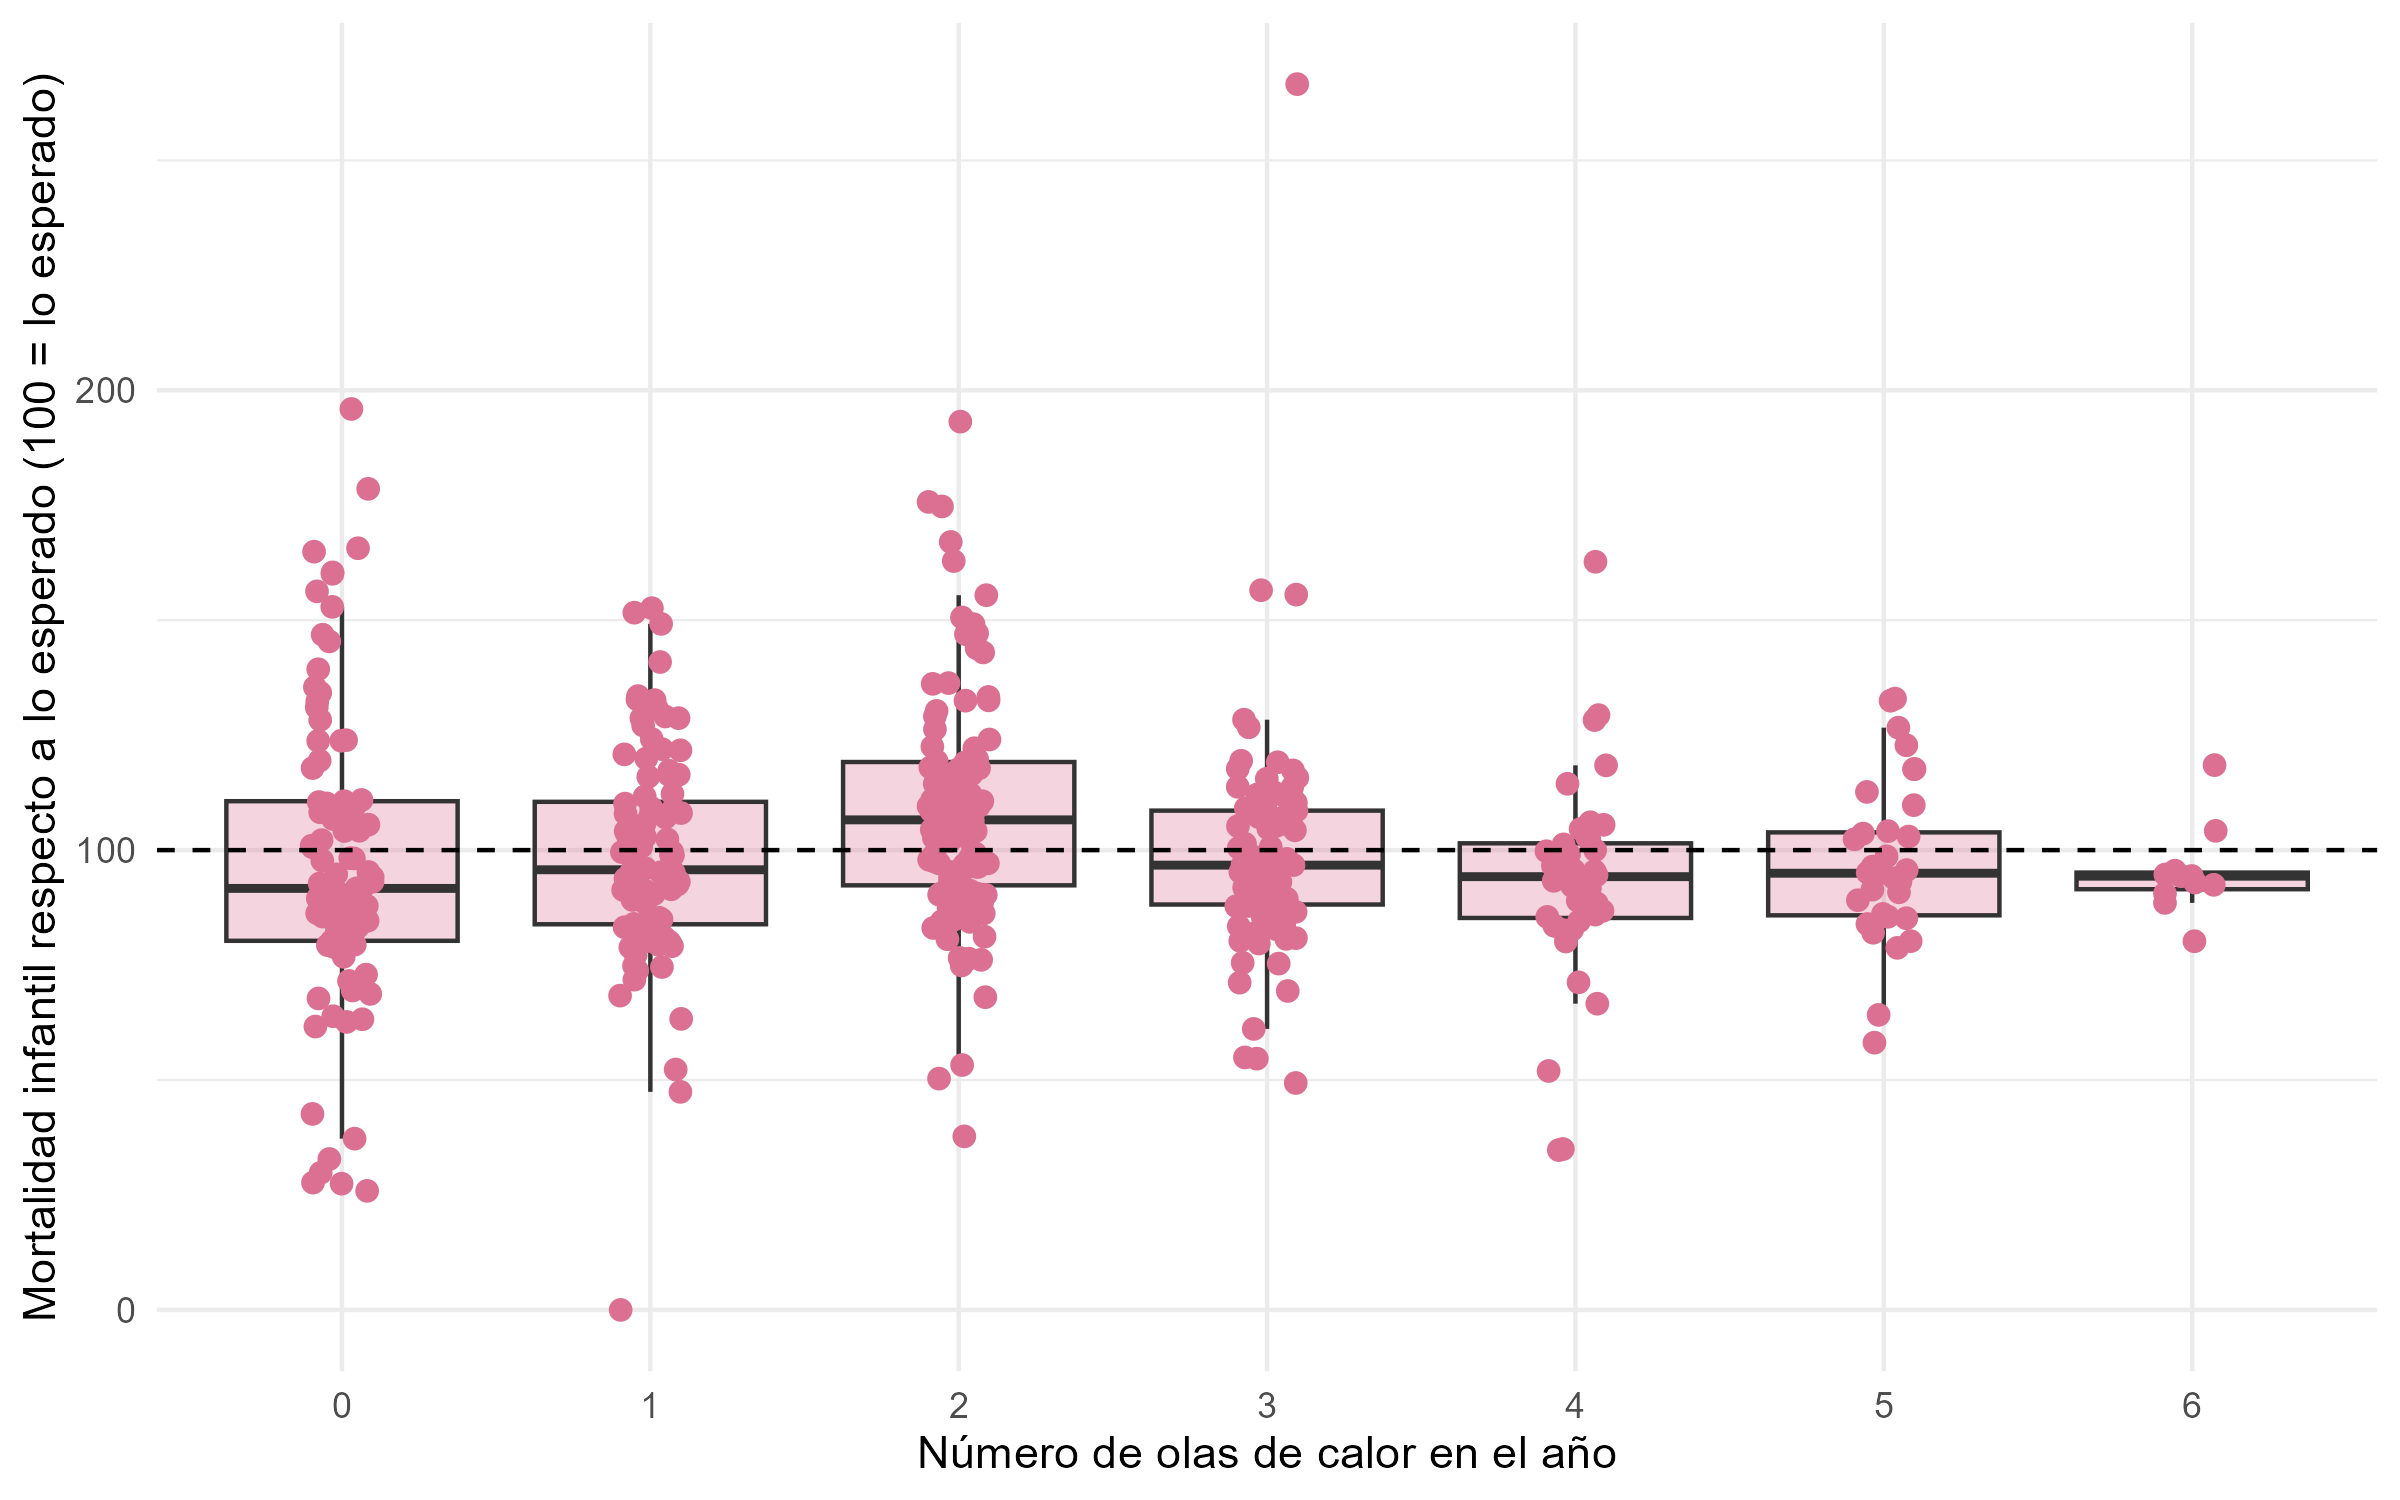 Mortalidad infantil respecto a lo esperado (100 = lo esperado)
200
100
0
0 1 2 3 4 5 6
Número de olas de calor en el año